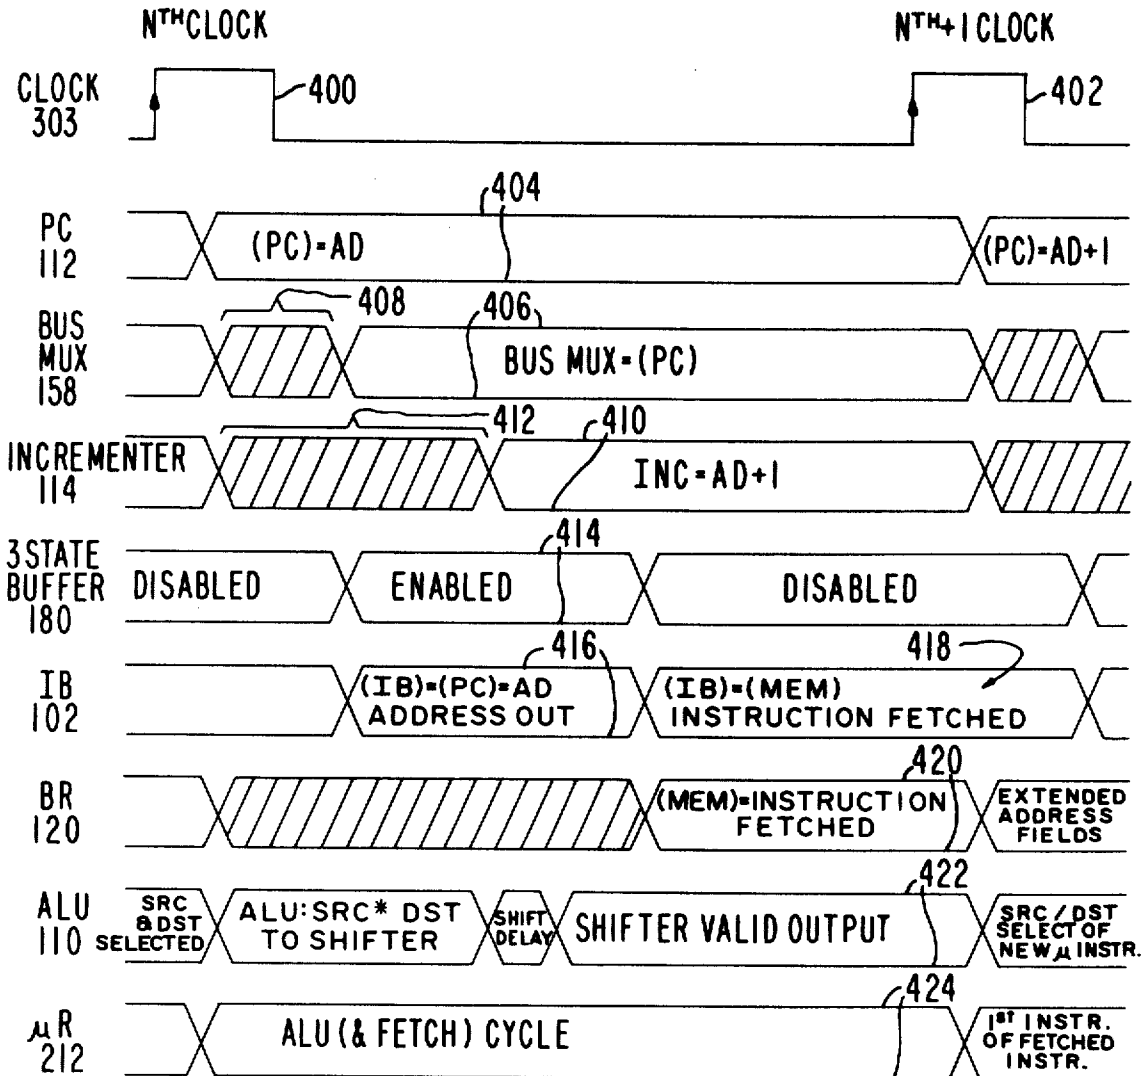 NTH CLOCK
NTH+1 CLOCK
CLOCK
303
400
402
404
PC
112
(PC)=AD
(PC)=AD+1
408
406
BUS
MUX
158
BUS MUX=(PC)
412
410
INCREMENTER
114
INC=AD+1
414
3 STATE
BUFFER
180
DISABLED
ENABLED
DISABLED
416
418
IB
102
(IB)=(PC)=AD
ADDRESS OUT
(IB)=(MEM)
INSTRUCTION FETCHED
420
BR
120
(MEM)=INSTRUCTION
FETCHED
EXTENDED
ADDRESS
FIELDS
422
ALU
110
SRC
& DST
SELECTED
ALU:SRC* DST
TO SHIFTER
SHIFT
DELAY
SHIFTER VALID OUTPUT
SRC/DST
SELECT OF
NEW μ INSTR.
424
μR
212
ALU (& FETCH) CYCLE
1ST INSTR.
OF FETCHED
INSTR.